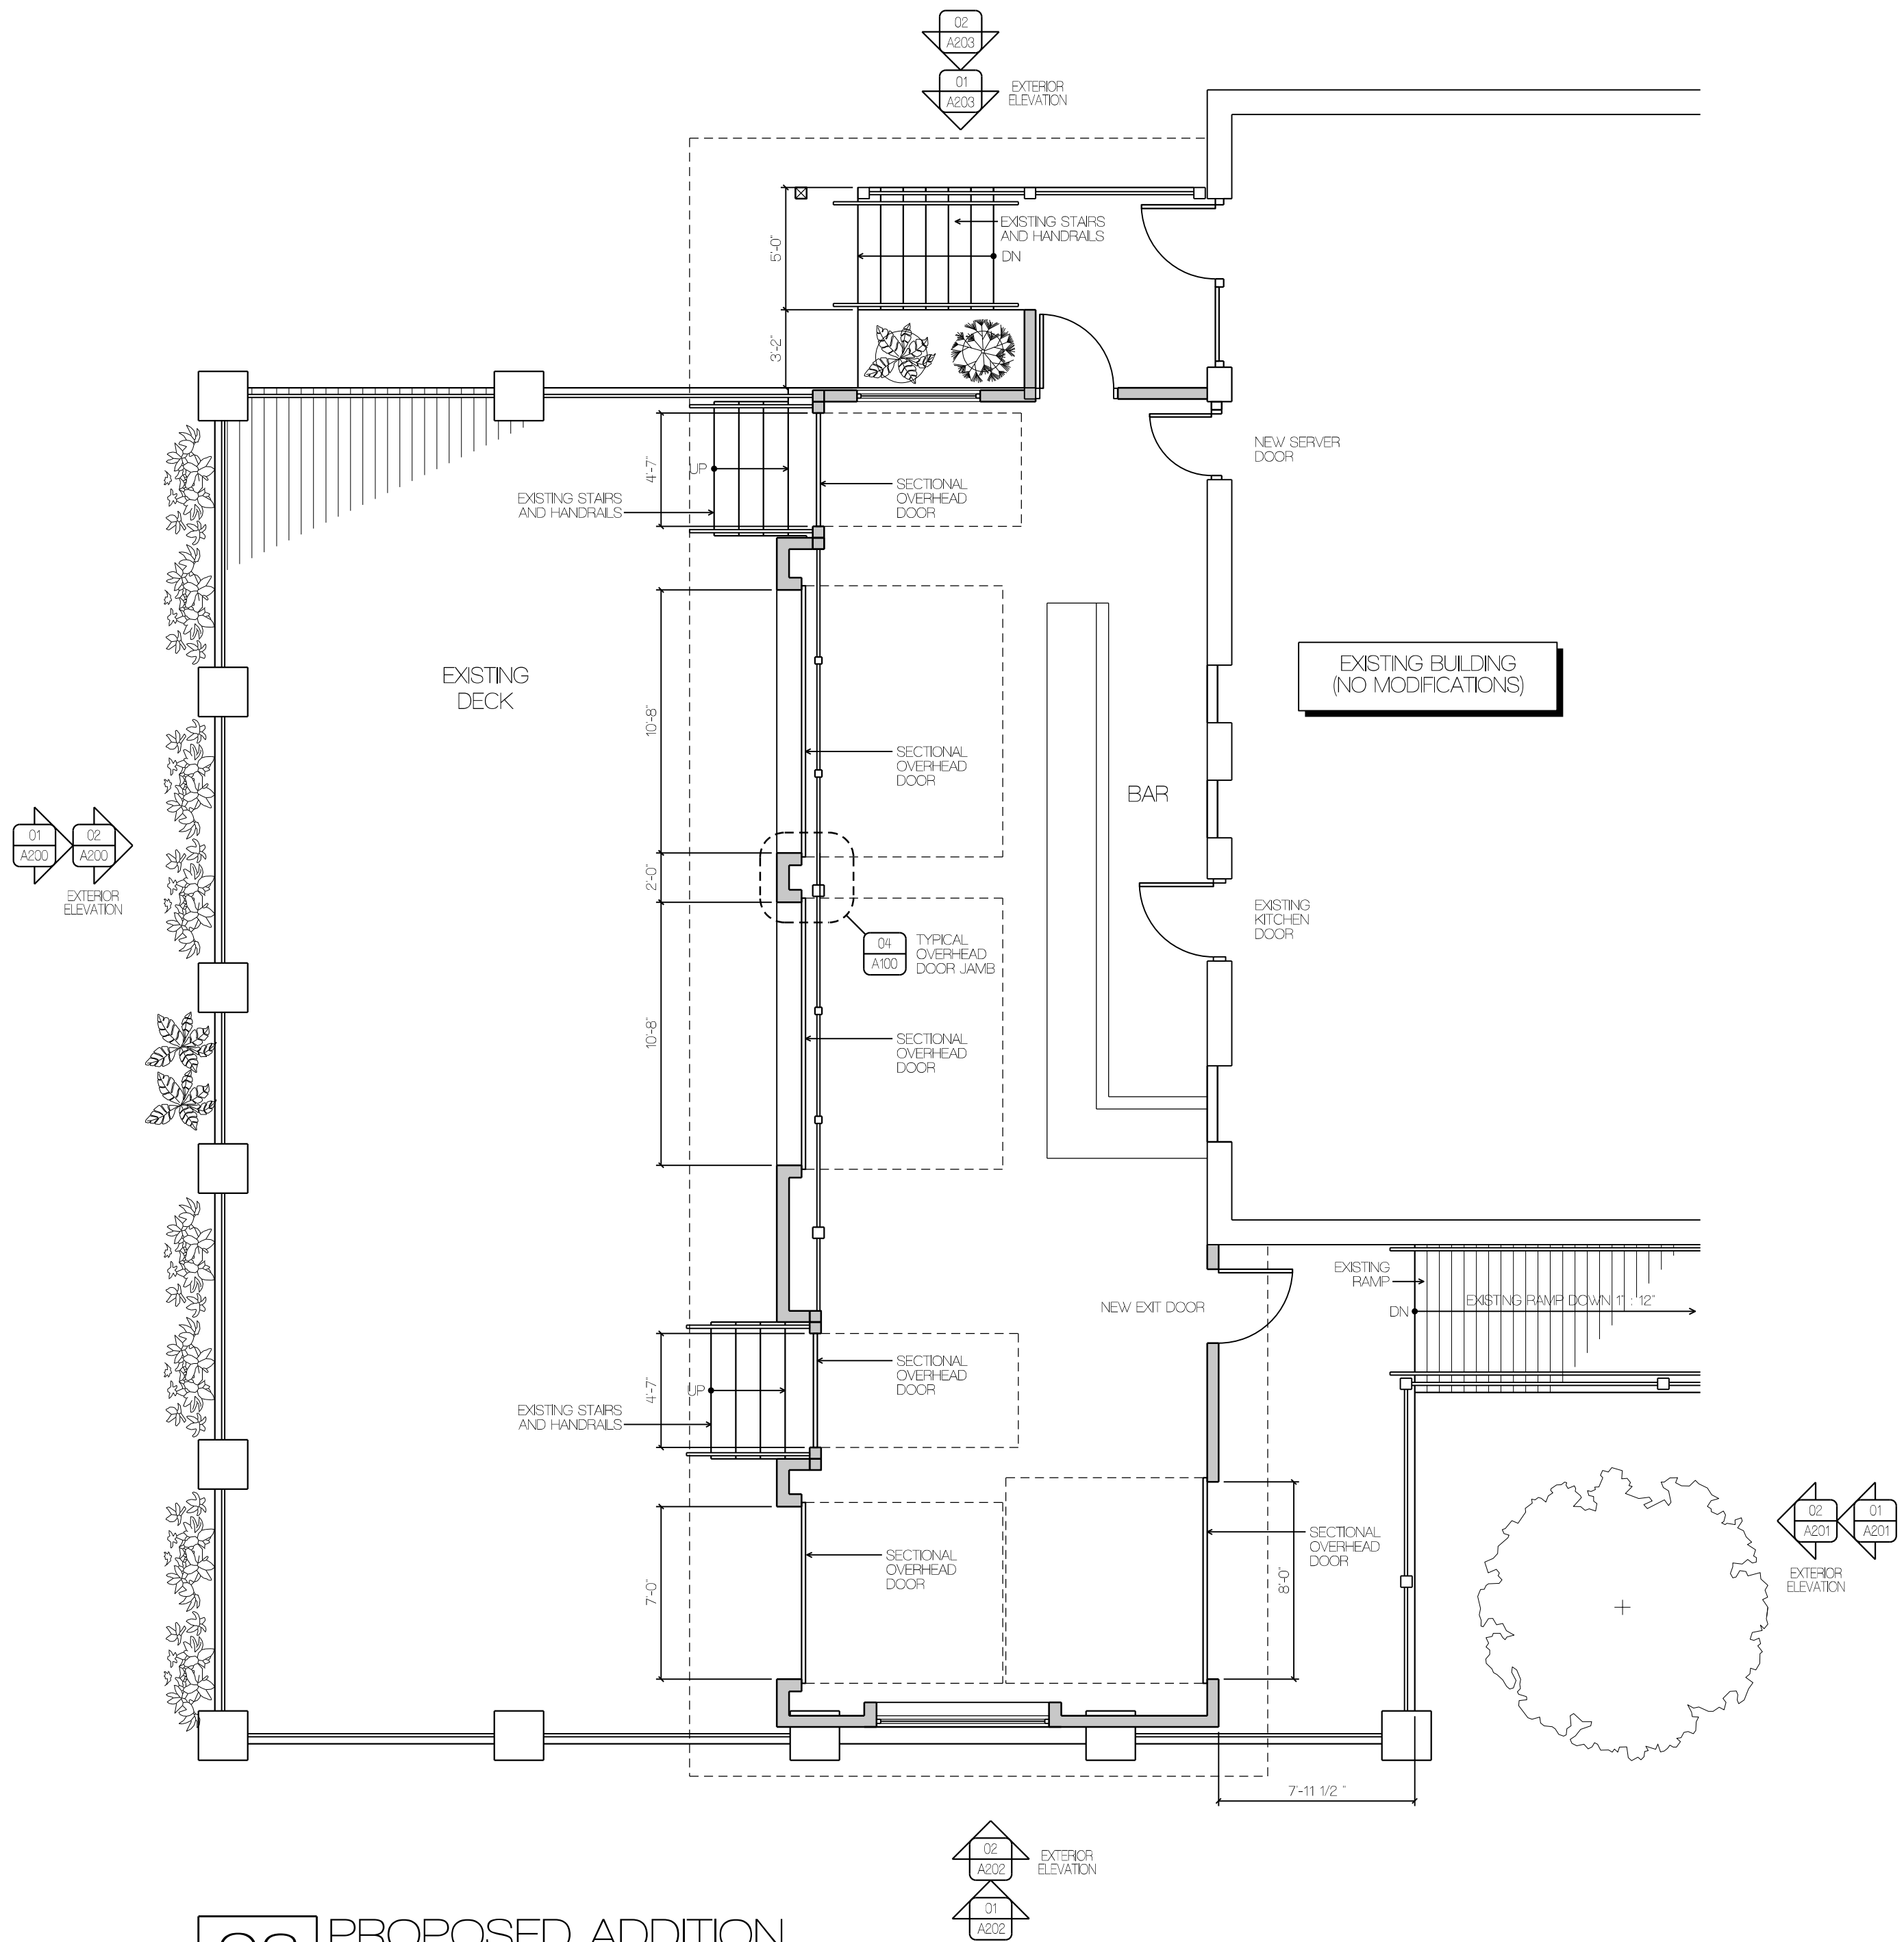 02
A203
01
A203
EXTERIOR
ELEVATION
EXISTING STAIRS
AND HANDRAILS
DN
5'-0"
3'-2"
NEW SERVER
DOOR
UP
4'-7"
SECTIONAL
OVERHEAD
DOOR
EXISTING STAIRS
AND HANDRAILS
EXISTING
DECK
EXISTING BUILDING
(NO MODIFICATIONS)
10'-8"
SECTIONAL
OVERHEAD
DOOR
BAR
01
A200
02
A200
EXTERIOR
ELEVATION
2'-0"
EXISTING
KITCHEN
DOOR
04
A100
TYPICAL
OVERHEAD
DOOR JAMB
10'-8"
SECTIONAL
OVERHEAD
DOOR
EXISTING
RAMP
DN
EXISTING RAMP DOWN 1" : 12"
NEW EXIT DOOR
SECTIONAL
OVERHEAD
DOOR
UP
4'-7"
EXISTING STAIRS
AND HANDRAILS
SECTIONAL
OVERHEAD
DOOR
SECTIONAL
OVERHEAD
DOOR
7'-0"
8'-0"
02
A201
01
A201
EXTERIOR
ELEVATION
7'-11 1/2 "
02
A202
EXTERIOR
ELEVATION
01
A202
PROPOSED ADDITION